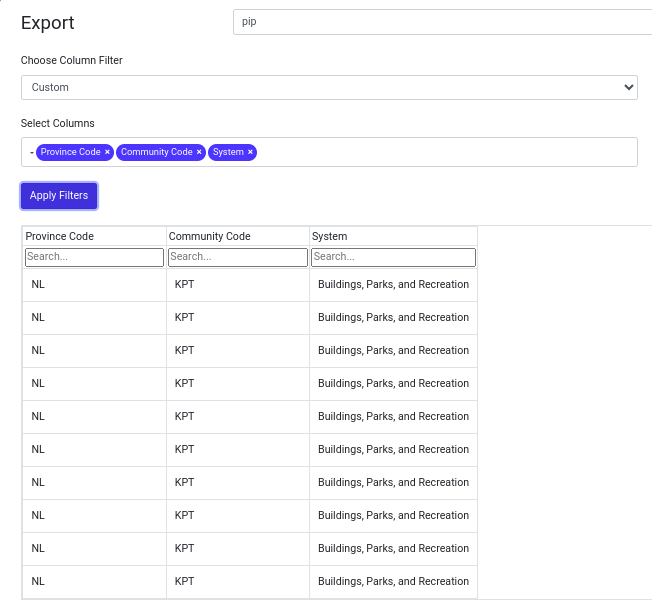 Export
pip
Choose Column Filter
Custom
Select Columns
- Province Code × Community Code × System ×
Apply Filters
Province Code Community Code System
Search... Search... Search...
NL KPT Buildings, Parks, and Recreation
NL KPT Buildings, Parks, and Recreation
NL KPT Buildings, Parks, and Recreation
NL KPT Buildings, Parks, and Recreation
NL KPT Buildings, Parks, and Recreation
NL KPT Buildings, Parks, and Recreation
NL KPT Buildings, Parks, and Recreation
NL KPT Buildings, Parks, and Recreation
NL KPT Buildings, Parks, and Recreation
NL KPT Buildings, Parks, and Recreation